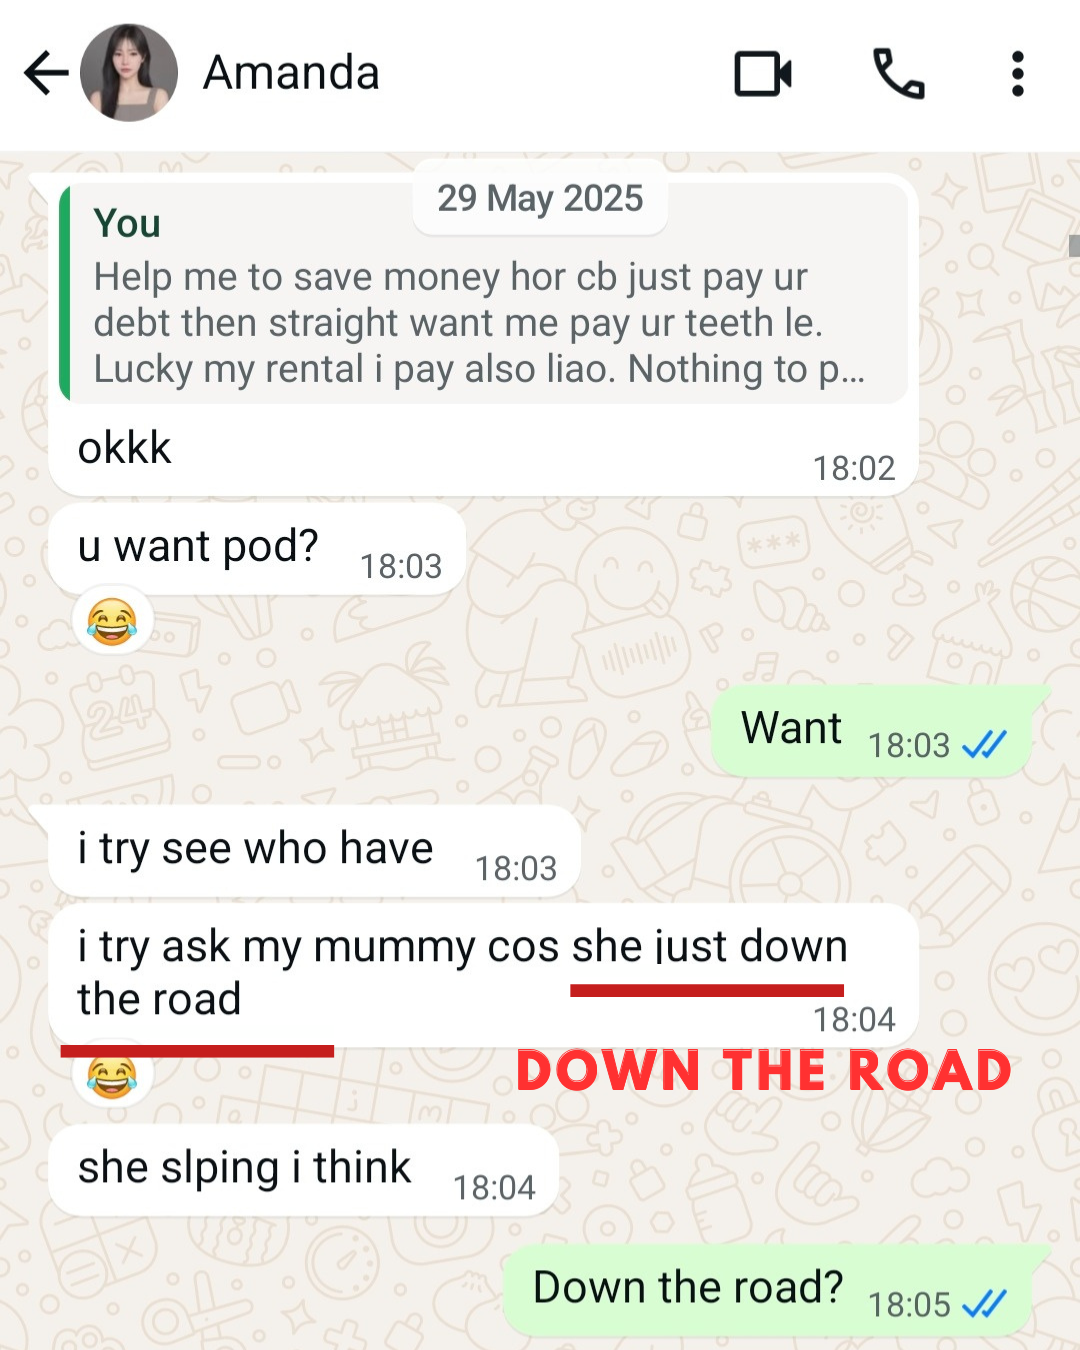 Amanda
29 May 2025
You
Help me to save money hor cb just pay ur
debt then straight want me pay ur teeth le.
Lucky my rental i pay also liao. Nothing to p...
okkk
18:02
u want pod?
18:03
Want
18:03
i try see who have
18:03
i try ask my mummy cos she just down
the road
18:04
DOWN THE ROAD
she slping i think
18:04
Down the road?
18:05